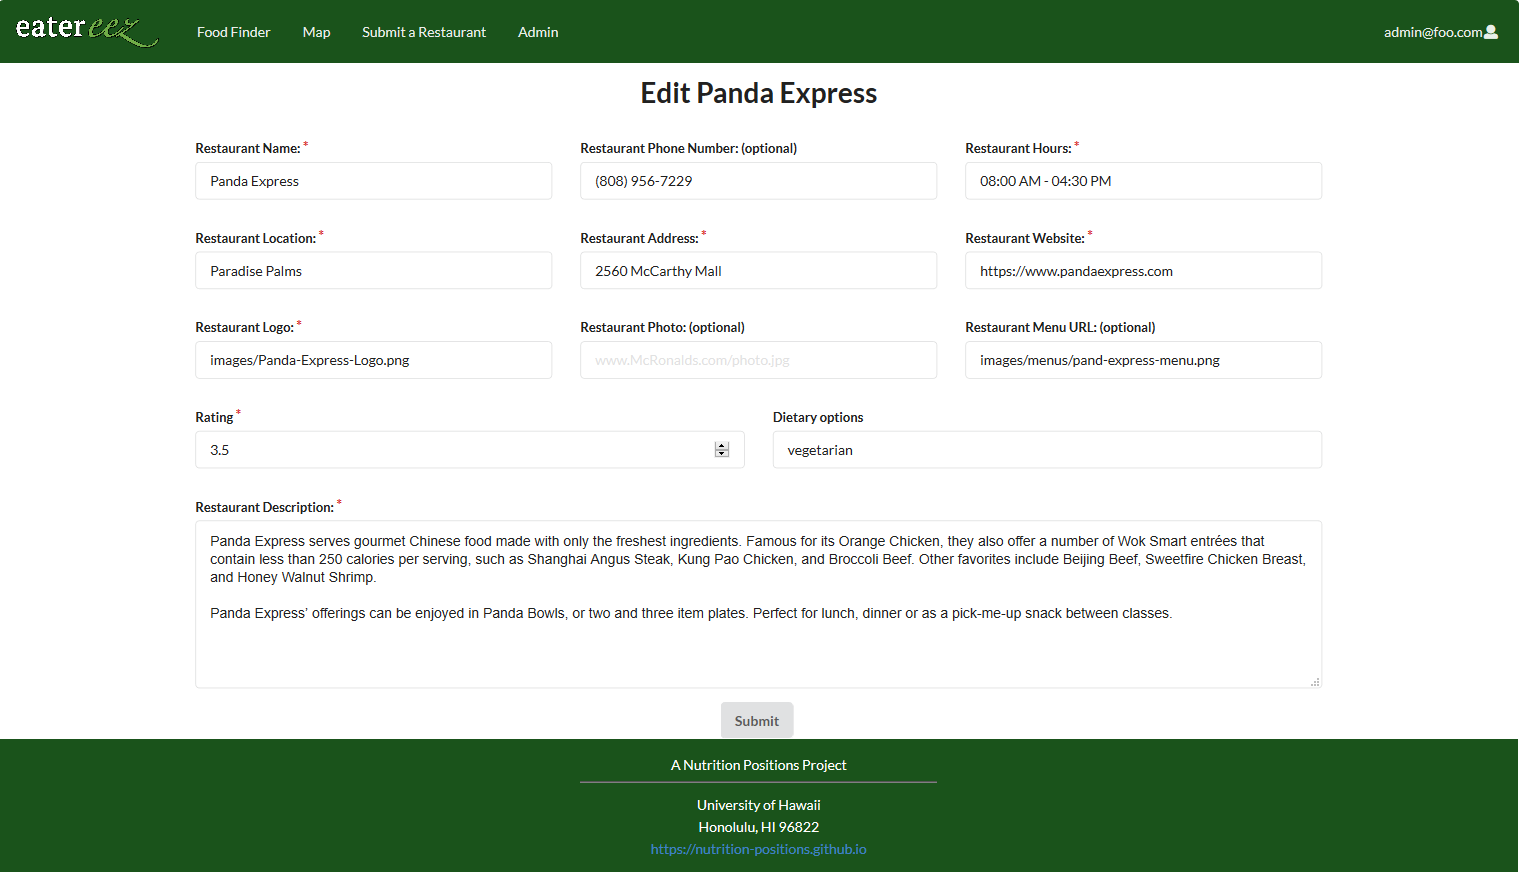 eatereez
Food Finder
Map
Submit a Restaurant
Admin
admin@foo.com
Edit Panda Express
Restaurant Name: *
Restaurant Phone Number: (optional)
Restaurant Hours: *
Panda Express
(808) 956-7229
08:00 AM - 04:30 PM
Restaurant Location: *
Restaurant Address: *
Restaurant Website: *
Paradise Palms
2560 McCarthy Mall
https://www.pandaexpress.com
Restaurant Logo: *
Restaurant Photo: (optional)
Restaurant Menu URL: (optional)
images/Panda-Express-Logo.png
www.McRonalds.com/photo.jpg
images/menus/pand-express-menu.png
Rating *
Dietary options
3.5
vegetarian
Restaurant Description: *
Panda Express serves gourmet Chinese food made with only the freshest ingredients. Famous for its Orange Chicken, they also offer a number of Wok Smart entrées that
contain less than 250 calories per serving, such as Shanghai Angus Steak, Kung Pao Chicken, and Broccoli Beef. Other favorites include Beijing Beef, Sweetfire Chicken Breast,
and Honey Walnut Shrimp.
Panda Express’ offerings can be enjoyed in Panda Bowls, or two and three item plates. Perfect for lunch, dinner or as a pick-me-up snack between classes.
Submit
A Nutrition Positions Project
University of Hawaii
Honolulu, HI 96822
https://nutrition-positions.github.io